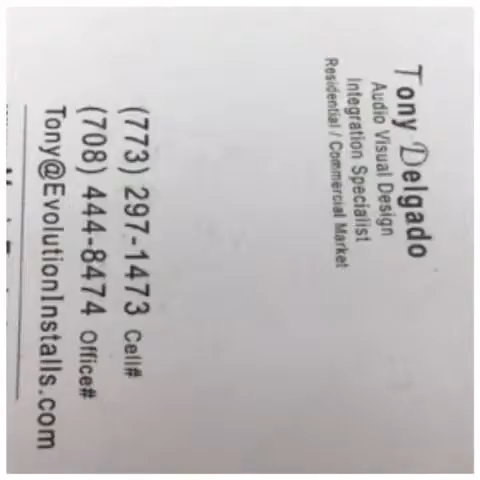 Tony Delgado
Audio Visual Design
Integration Specialist
Residential / Commercial Market
(773) 297-1473 Cell#
(708) 444-8474 Office#
Tony@EvolutionInstalls.com